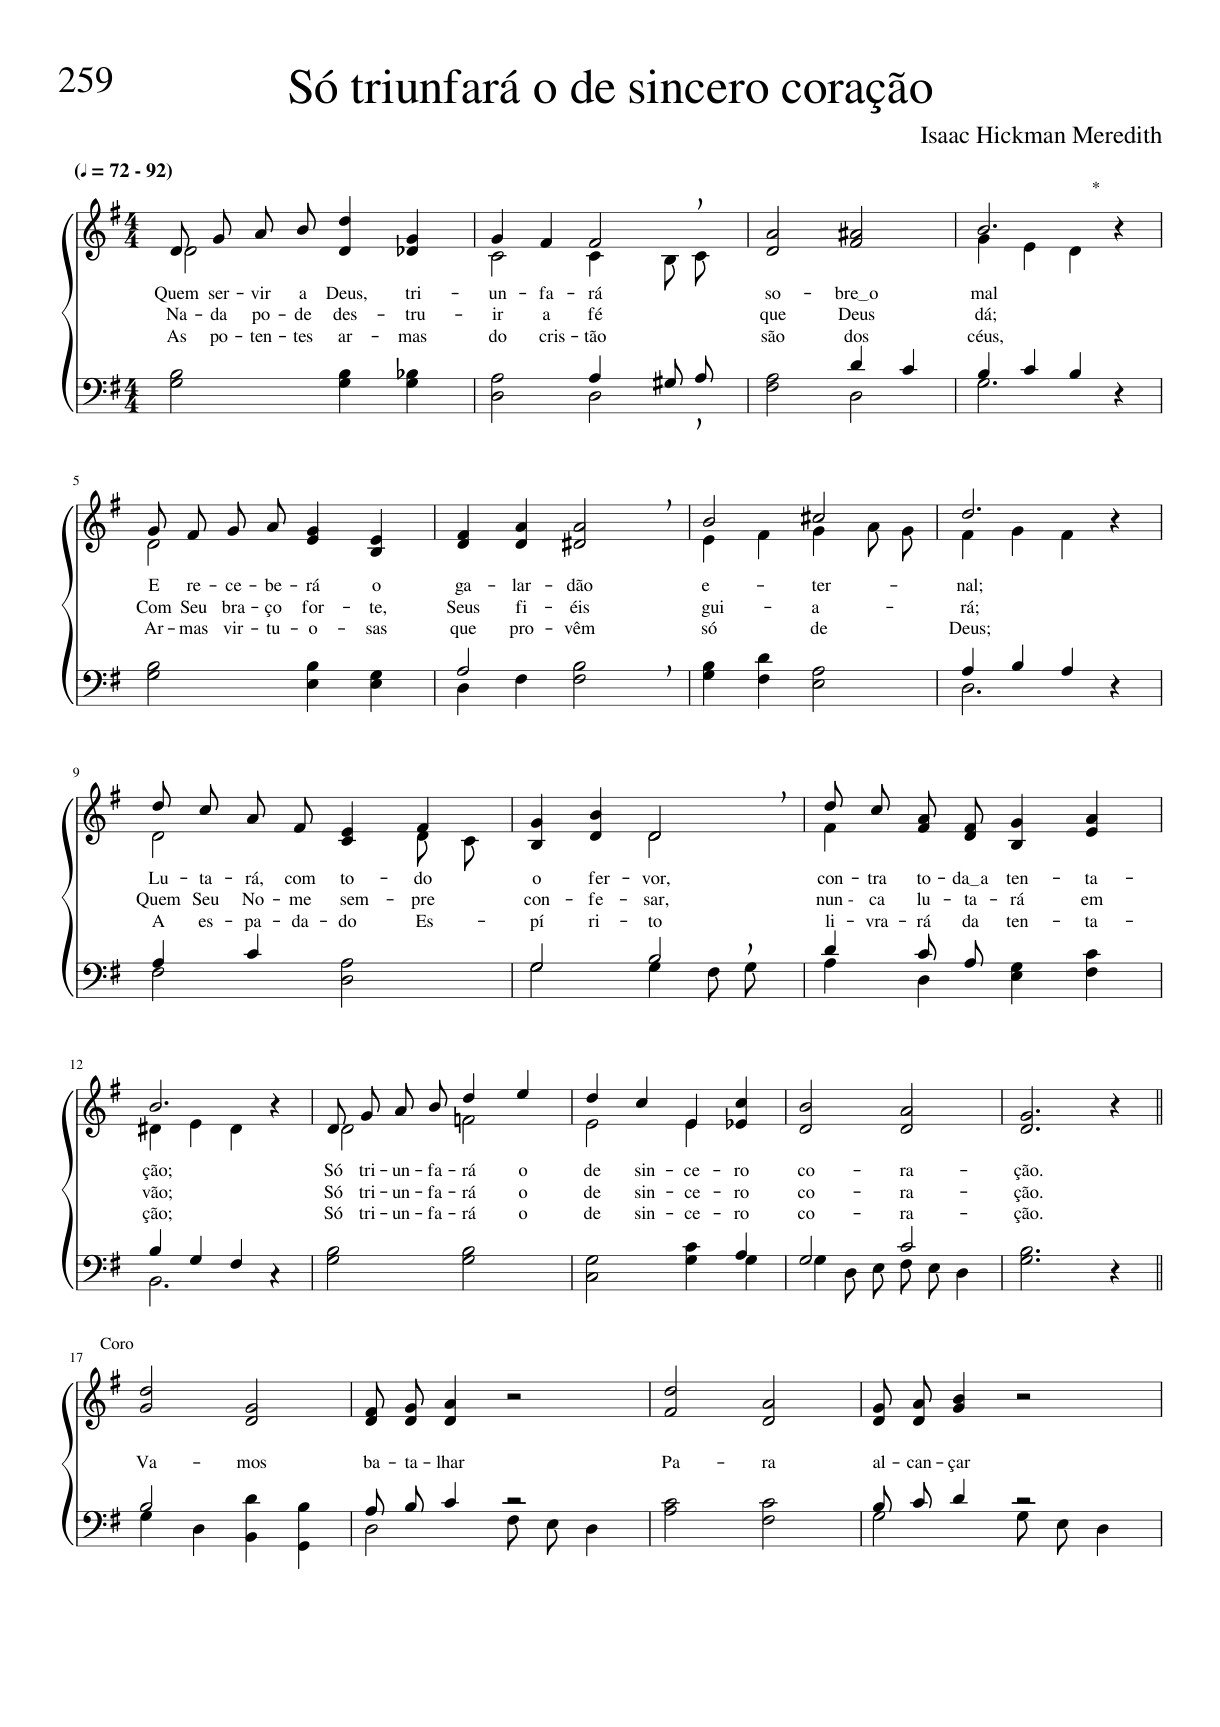 259
Só triunfará o de sincero coração
Isaac Hickman Meredith
(♩ = 72 - 92)
*
Quem ser - vir a Deus, tri - un - fa - rá so - bre_o mal
Na - da po - de des - tru - ir a fé que Deus dá;
As po - ten - tes ar - mas do cris - tão são dos céus,
5
E re - ce - be - rá o ga - lar - dão e - ter - nal;
Com Seu bra - ço for - te, Seus fi - éis gui - a - rá;
Ar - mas vir - tu - o - sas que pro - vêm só de Deus;
9
Lu - ta - rá, com to - do o fer - vor, con - tra to - da_a ten - ta -
Quem Seu No - me sem - pre con - fe - sar, nun - ca lu - ta - rá em
A es - pa - da - do Es - pí ri - to li - vra - rá da ten - ta -
12
ção; Só tri - un - fa - rá o de sin - ce - ro co - ra - ção.
vão; Só tri - un - fa - rá o de sin - ce - ro co - ra - ção.
ção; Só tri - un - fa - rá o de sin - ce - ro co - ra - ção.
Coro
17
Va - mos ba - ta - lhar Pa - ra al - can - çar